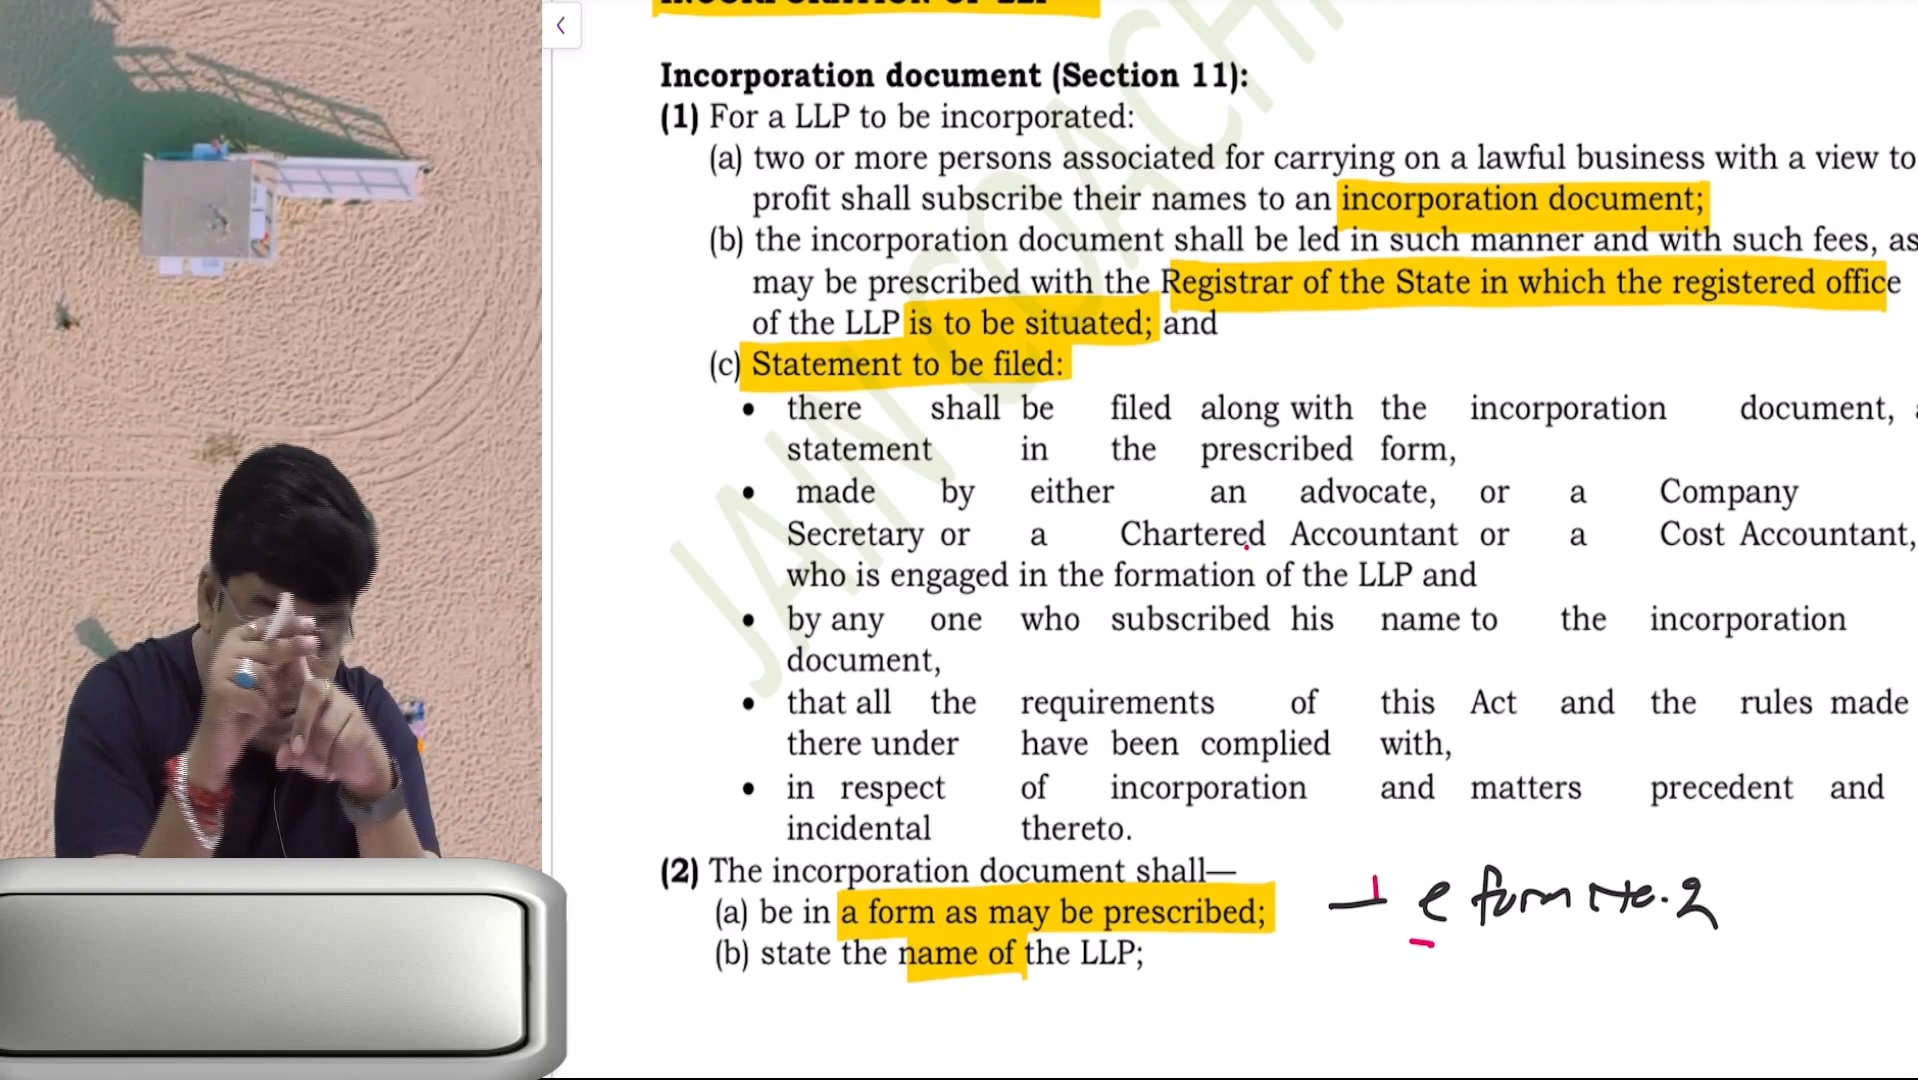 Incorporation document (Section 11):
(1) For a LLP to be incorporated:
(a) two or more persons associated for carrying on a lawful business with a view to
profit shall subscribe their names to an incorporation document;
(b) the incorporation document shall be led in such manner and with such fees, as
may be prescribed with the Registrar of the State in which the registered office
of the LLP is to be situated; and
(c) Statement to be filed:
• there shall be filed along with the incorporation document,
statement in the prescribed form,
• made by either an advocate, or a Company
Secretary or a Chartered Accountant or a Cost Accountant,
who is engaged in the formation of the LLP and
• by any one who subscribed his name to the incorporation
document,
• that all the requirements of this Act and the rules made
there under have been complied with,
• in respect of incorporation and matters precedent and
incidental thereto.
(2) The incorporation document shall—
(a) be in a form as may be prescribed; e form No. 2
(b) state the name of the LLP;
JAIN COACHI